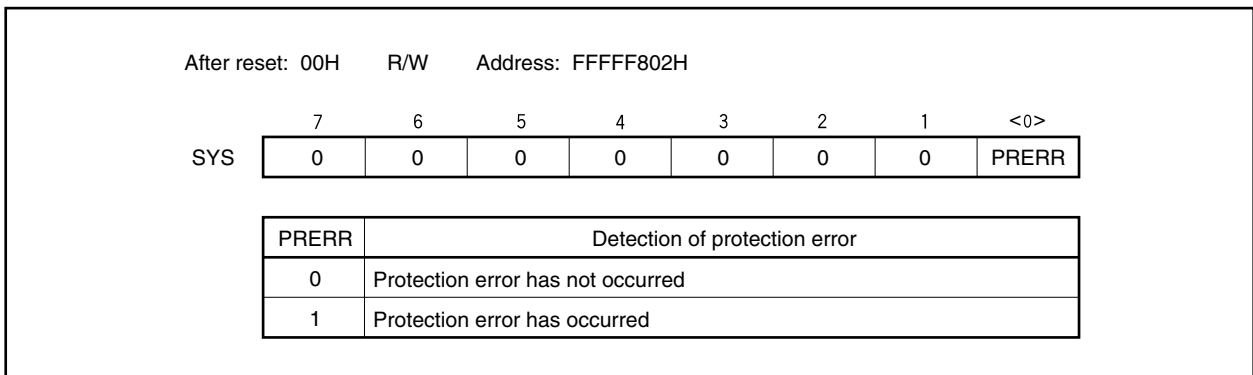 After reset: 00H R/W Address: FFFFF802H
7 6 5 4 3 2 1 <0>
SYS 0 0 0 0 0 0 0 PRERR
PRERR Detection of protection error
0 Protection error has not occurred
1 Protection error has occurred